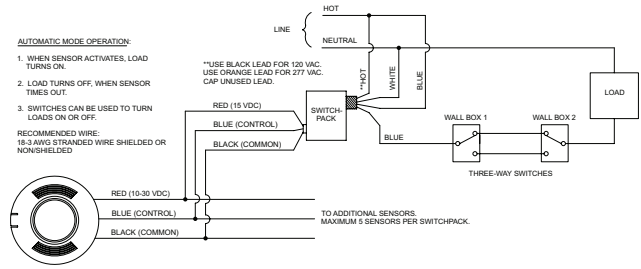 HOT
LINE
NEUTRAL
AUTOMATIC MODE OPERATION:
1. WHEN SENSOR ACTIVATES, LOAD
TURNS ON.
2. LOAD TURNS OFF, WHEN SENSOR
TIMES OUT.
3. SWITCHES CAN BE USED TO TURN
LOADS ON OR OFF.
RECOMMENDED WIRE:
18-3 AWG STRANDED WIRE SHIELDED OR
NON/SHIELDED
**USE BLACK LEAD FOR 120 VAC.
USE ORANGE LEAD FOR 277 VAC.
CAP UNUSED LEAD.
**HOT
WHITE
BLUE
RED (15 VDC)
BLUE (CONTROL)
BLACK (COMMON)
SWITCH-
PACK
BLUE
WALL BOX 1
WALL BOX 2
LOAD
THREE-WAY SWITCHES
RED (10-30 VDC)
BLUE (CONTROL)
BLACK (COMMON)
TO ADDITIONAL SENSORS.
MAXIMUM 5 SENSORS PER SWITCHPACK.